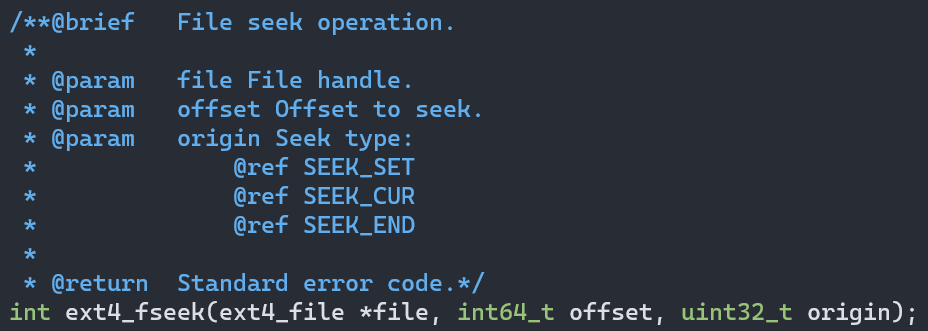 /**@brief   File seek operation.
 *
 * @param   file File handle.
 * @param   offset Offset to seek.
 * @param   origin Seek type:
 *              @ref SEEK_SET
 *              @ref SEEK_CUR
 *              @ref SEEK_END
 *
 * @return  Standard error code.*/
int ext4_fseek(ext4_file *file, int64_t offset, uint32_t origin);